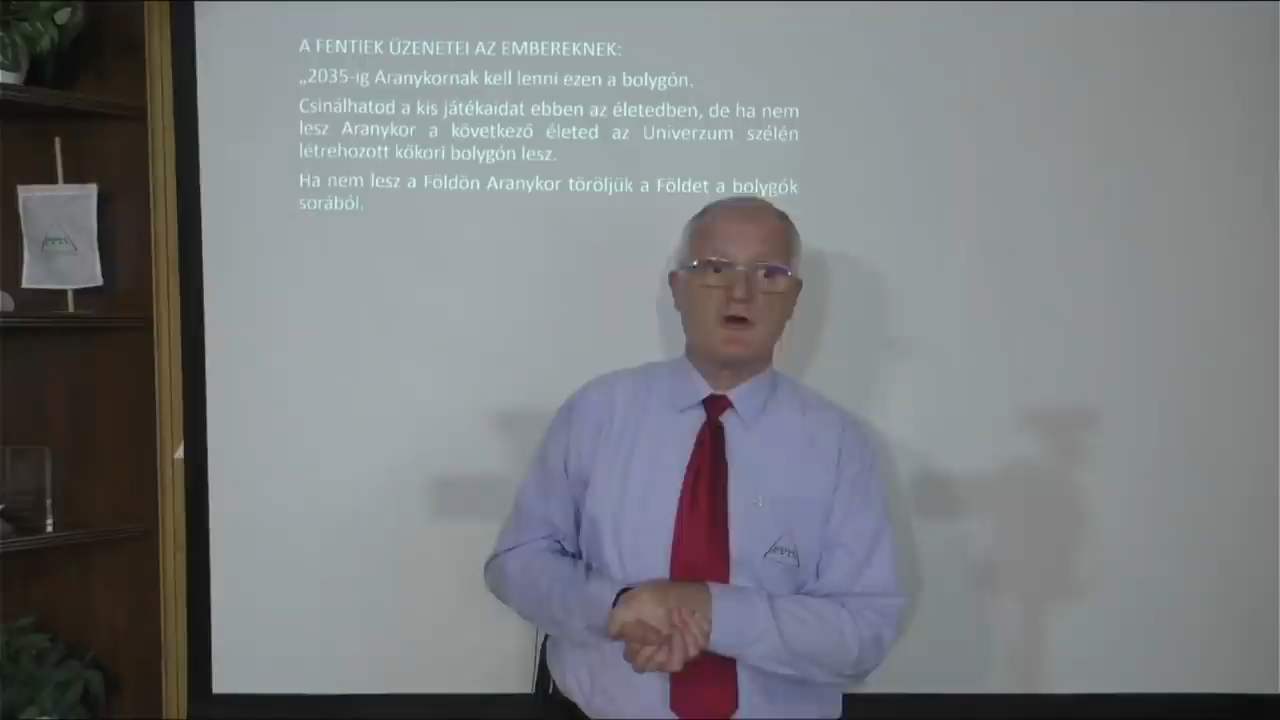 A FENTIEK ÜZENETEI AZ EMBEREKNEK:
„2035-ig Aranykornak kell lenni ezen a bolygón.
Csinálhatod a kis játékaidat ebben az életedben, de ha nem
lesz Aranykor a következő életed az Univerzum szélén
létrehozott kőkori bolygón lesz.
Ha nem lesz a Földön Aranykor töröljük a Földet a bolygók
sorából.